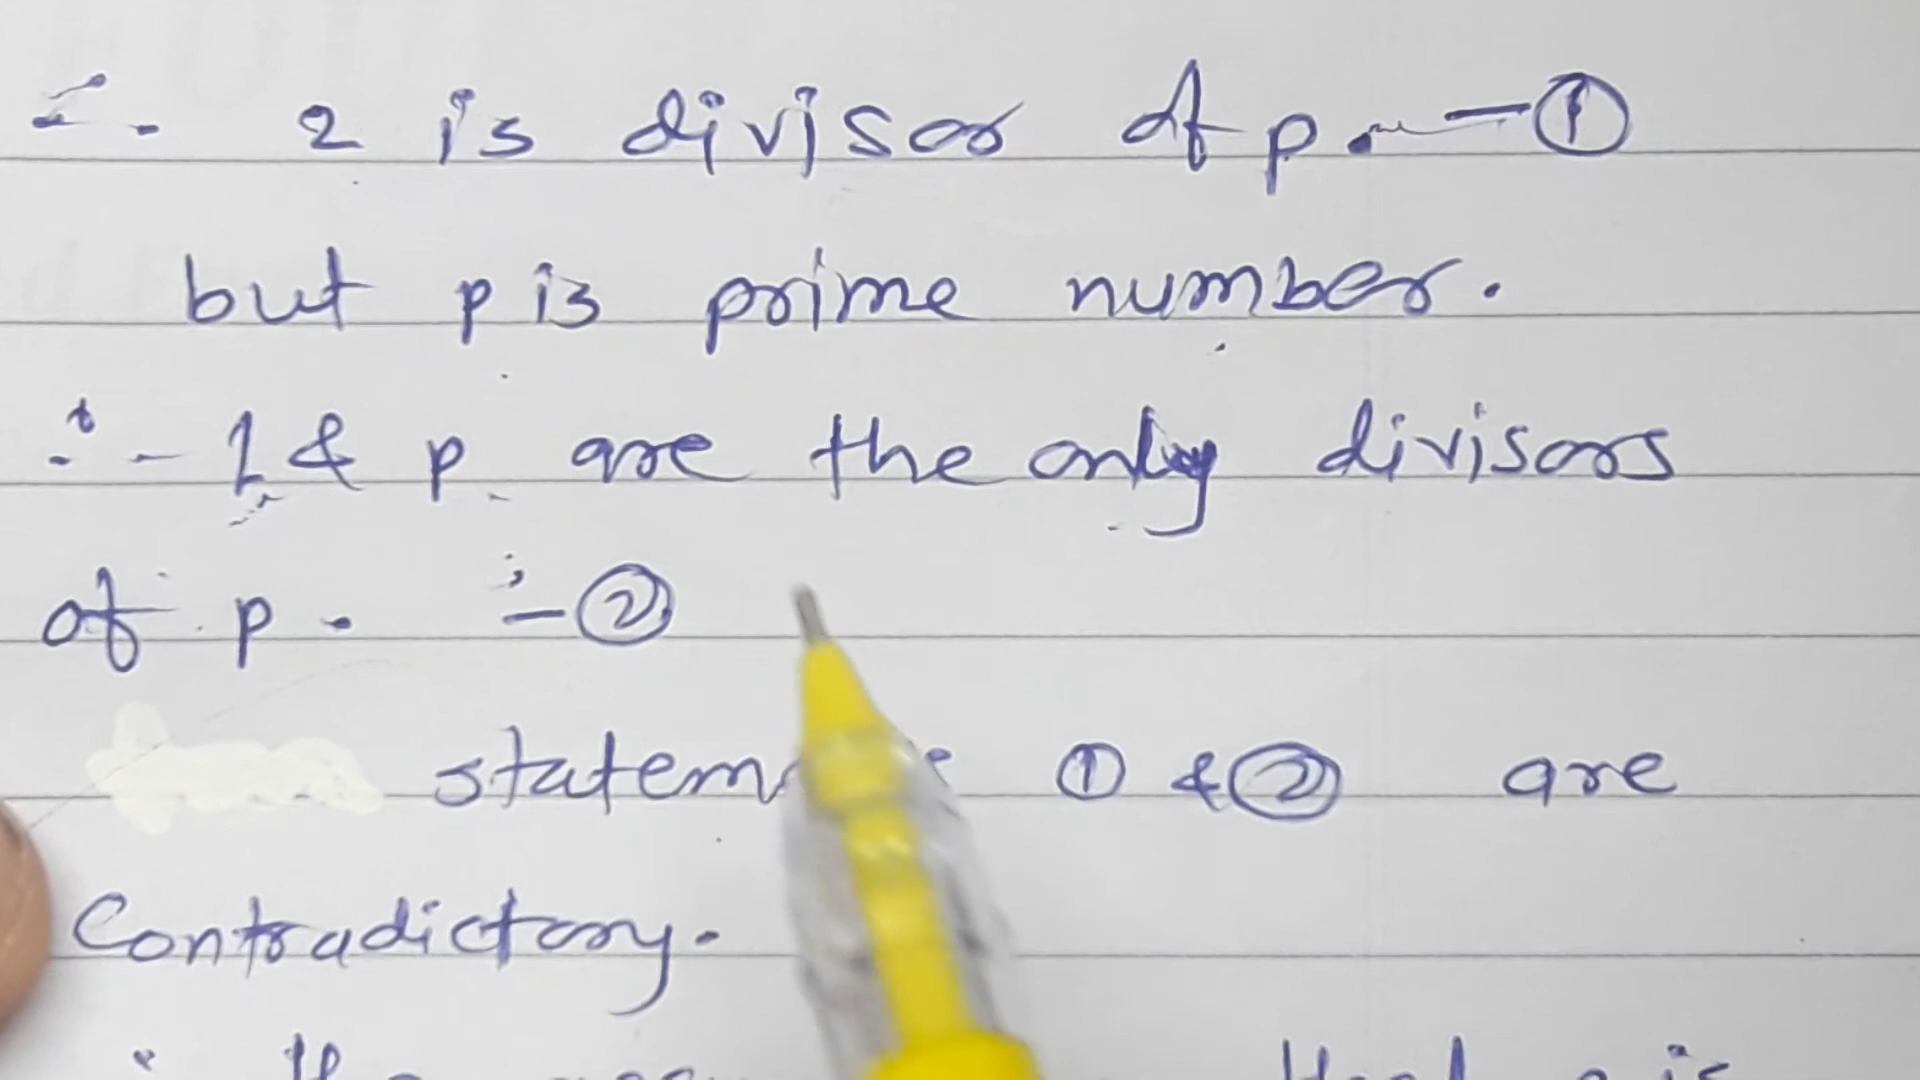 ∴ 2 is divisor of p. — ①
but p is prime number.
∴ - 1 & p are the only divisors
of p. — ②
① & ② are
Contradictory.